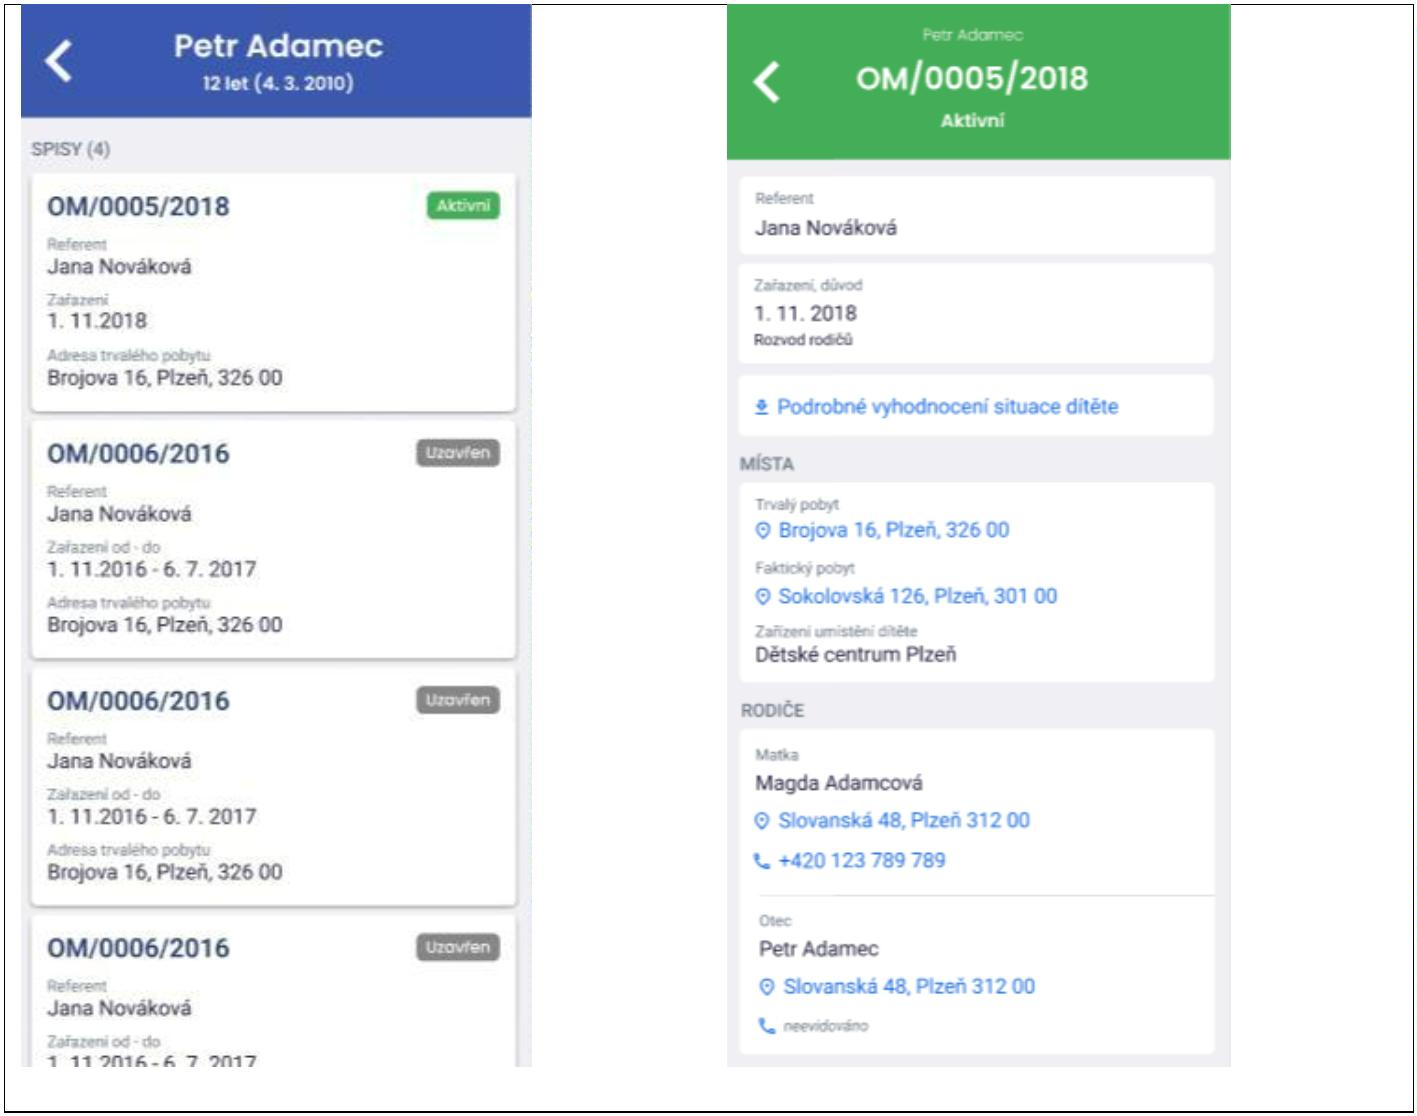 Petr Adamec
12 let (4. 3. 2010)
SPISY (4)
OM/0005/2018
Aktivní
Referent
Jana Nováková
Zařazení
1. 11.2018
Adresa trvalého pobytu
Brojova 16, Plzeň, 326 00
OM/0006/2016
Uzavřen
Referent
Jana Nováková
Zařazení od - do
1. 11.2016 - 6. 7. 2017
Adresa trvalého pobytu
Brojova 16, Plzeň, 326 00
OM/0006/2016
Uzavřen
Referent
Jana Nováková
Zařazení od - do
1. 11.2016 - 6. 7. 2017
Adresa trvalého pobytu
Brojova 16, Plzeň, 326 00
OM/0006/2016
Uzavřen
Referent
Jana Nováková
Zařazení od - do
1. 11.2016 - 6. 7. 2017
Petr Adamec
OM/0005/2018
Aktivní
Referent
Jana Nováková
Zařazení, důvod
1. 11. 2018
Rozvod rodičů
Podrobné vyhodnocení situace dítěte
MÍSTA
Trvalý pobyt
Brojova 16, Plzeň, 326 00
Faktický pobyt
Sokolovská 126, Plzeň, 301 00
Zařízení umístění dítěte
Dětské centrum Plzeň
RODIČE
Matka
Magda Adamcová
Slovanská 48, Plzeň 312 00
+420 123 789 789
Otec
Petr Adamec
Slovanská 48, Plzeň 312 00
neevidováno